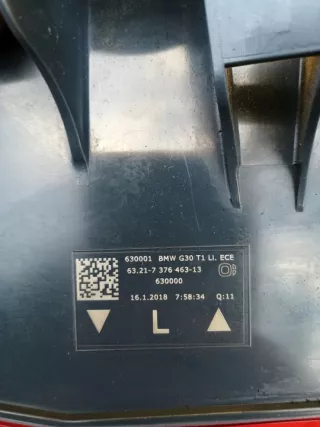 630001 BMW G30 T1 LI. ECE
63.21-7 376 463-13
630000
16.1.2018 7:58:34 Q:11
L